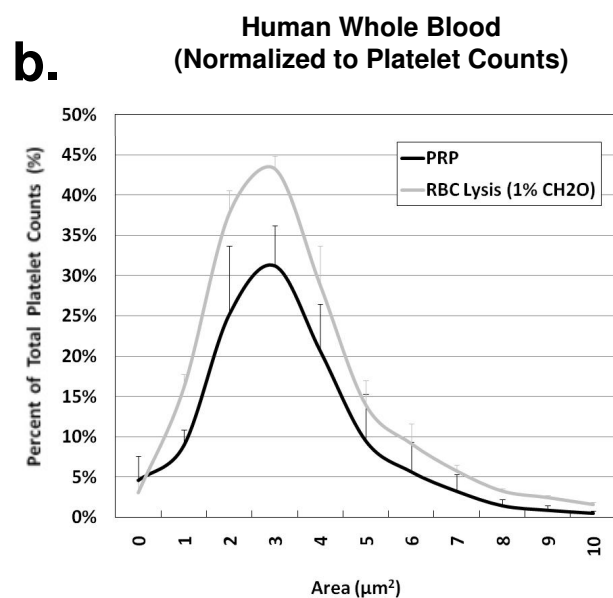 b.
Human Whole Blood
(Normalized to Platelet Counts)
Percent of Total Platelet Counts (%)
50%
45%
40%
35%
30%
25%
20%
15%
10%
5%
0%
PRP
RBC Lysis (1% CH2O)
0 1 2 3 4 5 6 7 8 9 10
Area (µm²)